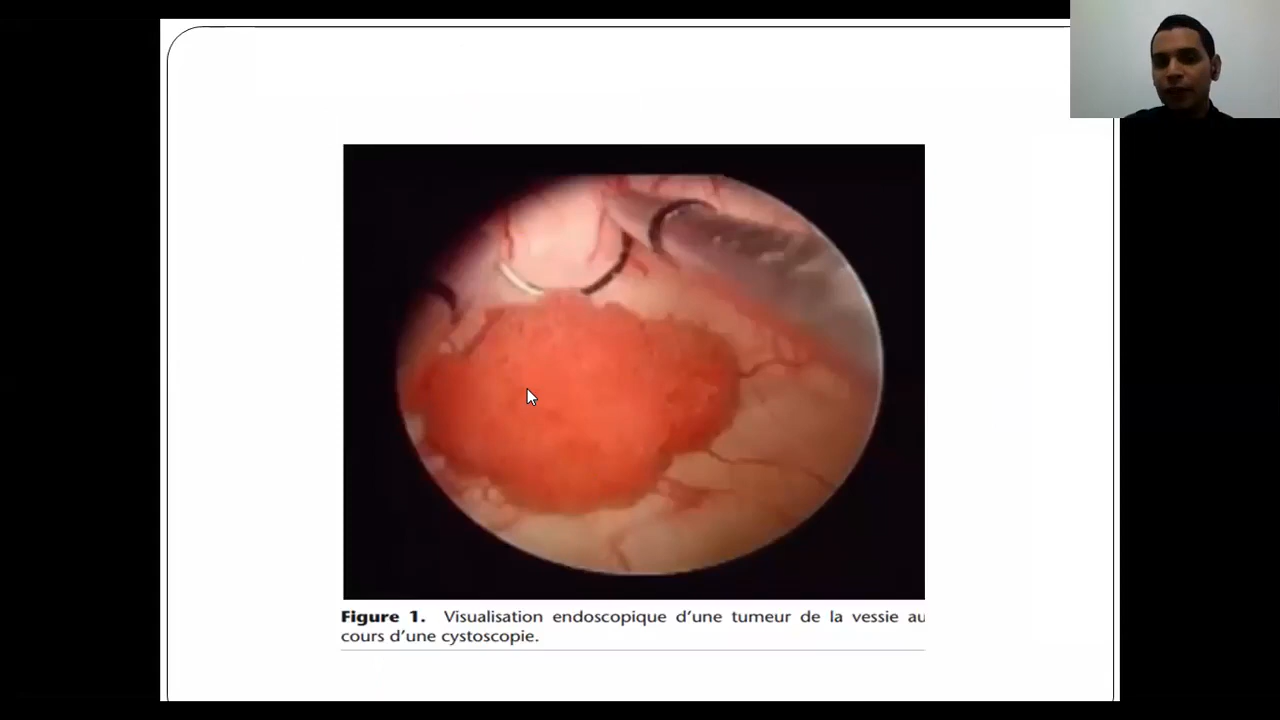 Figure 1. Visualisation endoscopique d'une tumeur de la vessie au
cours d'une cystoscopie.